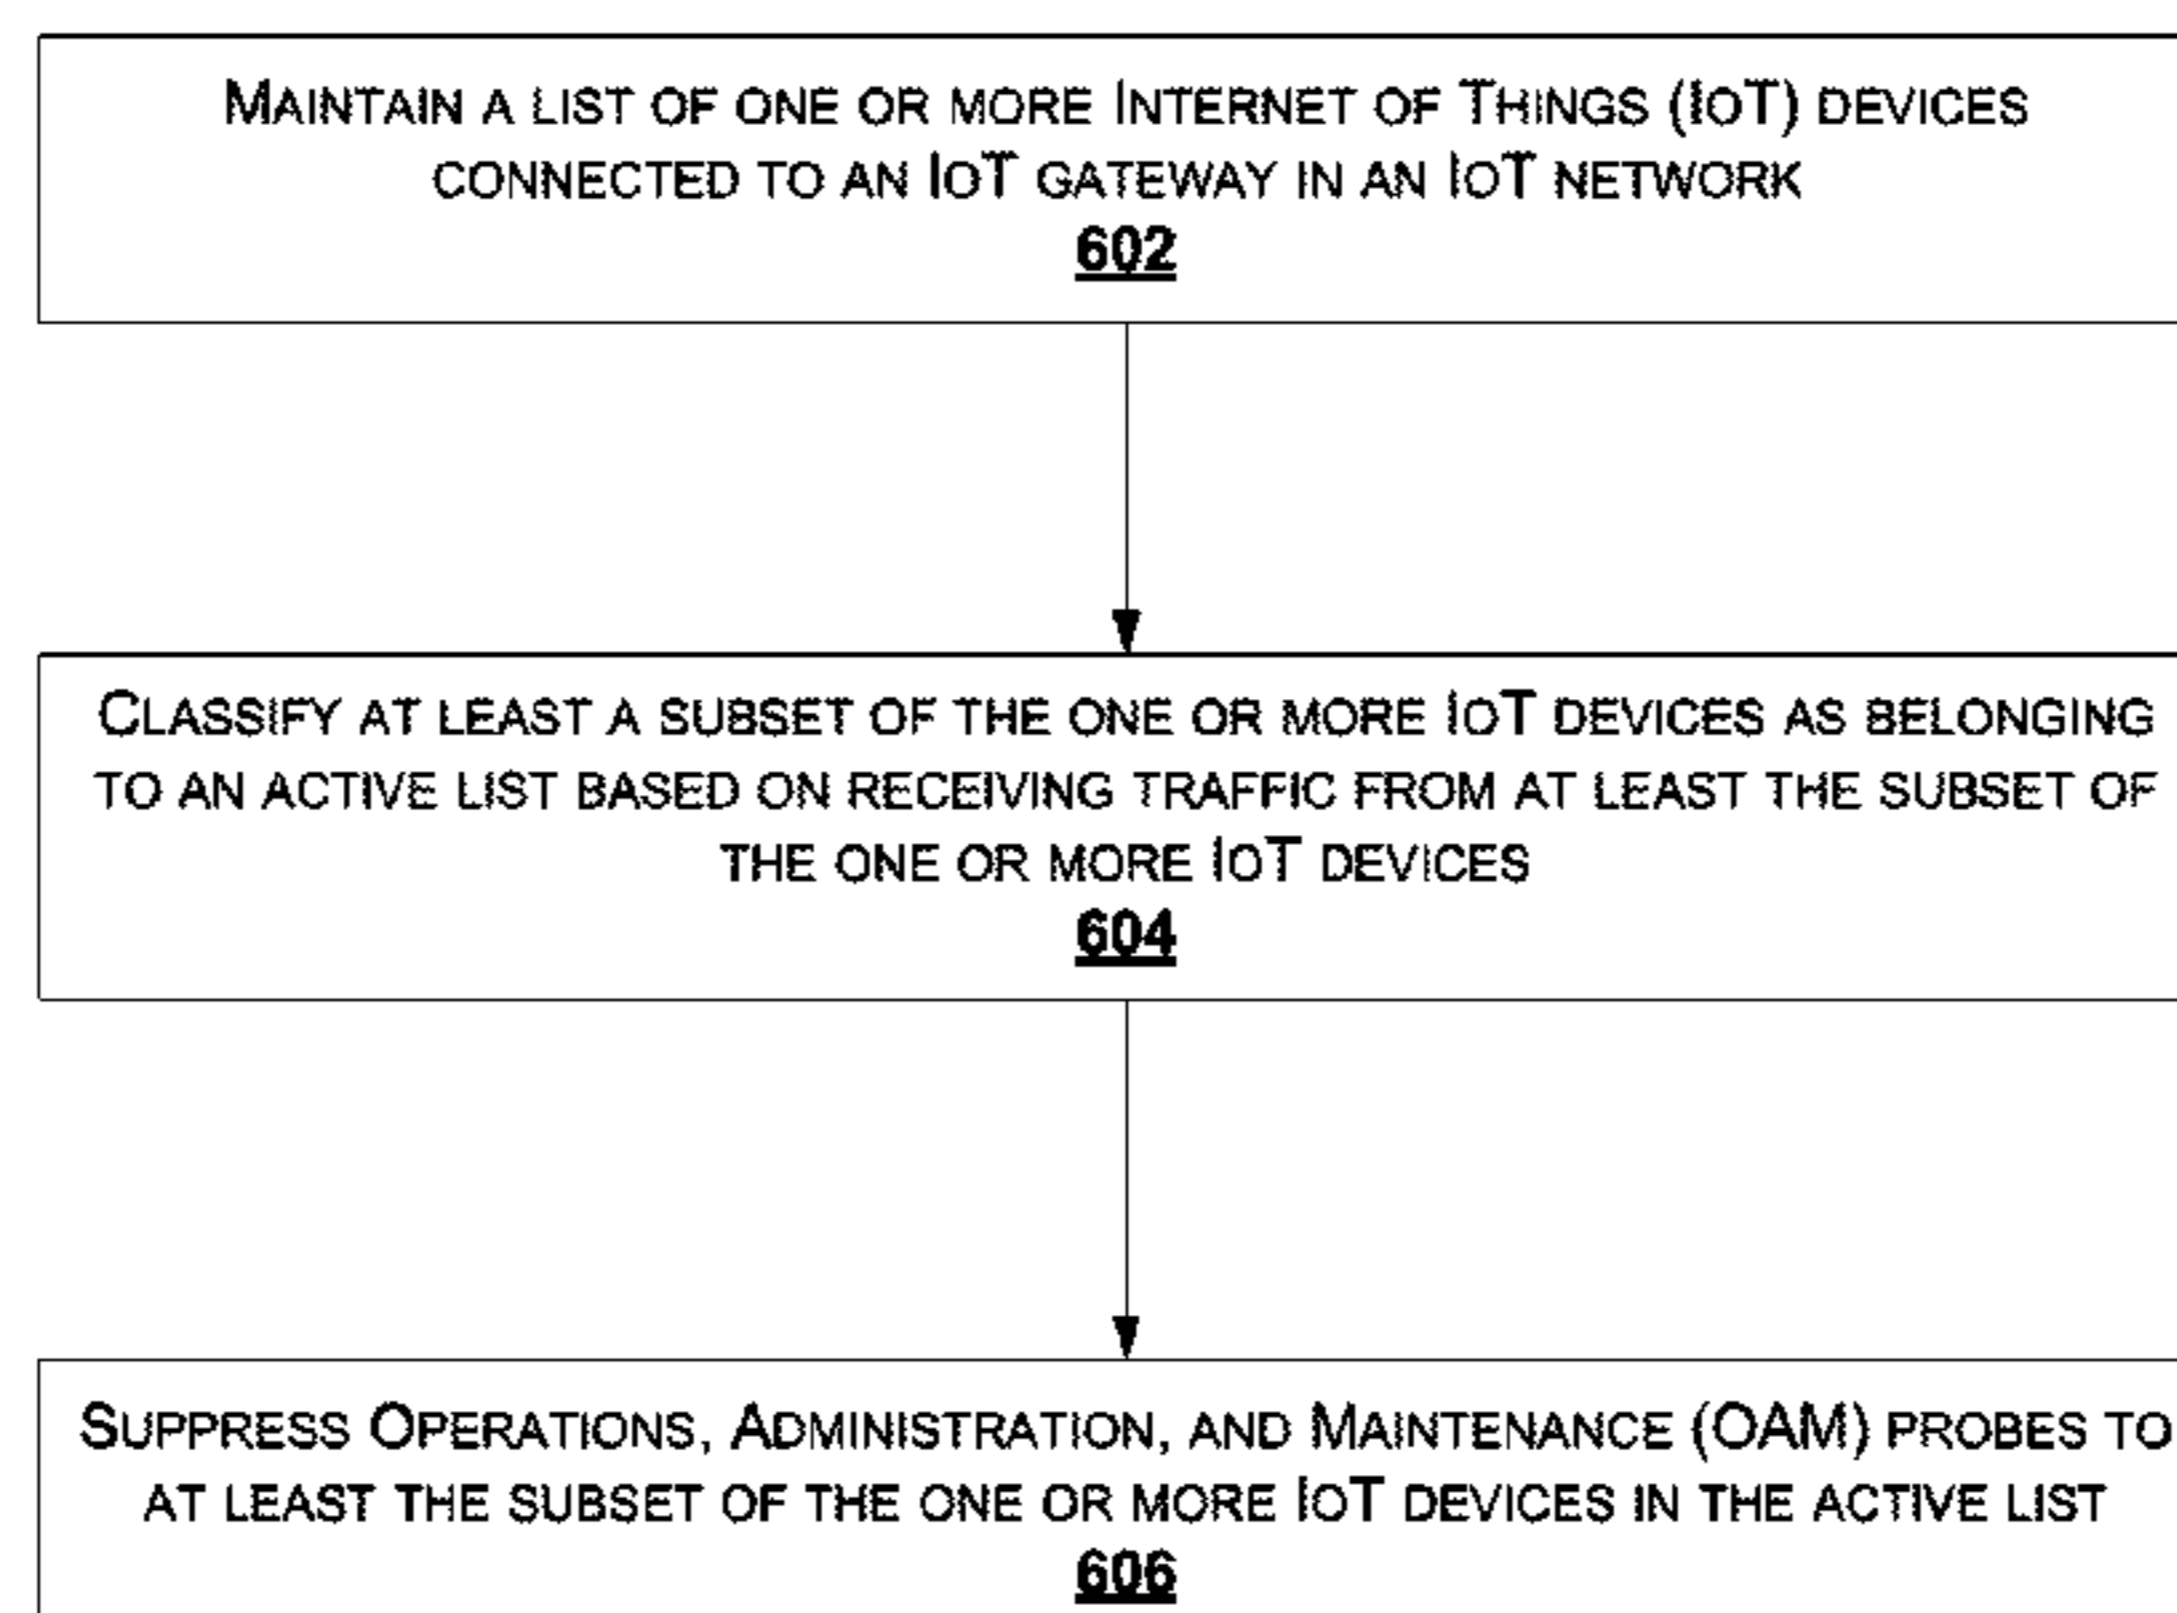 Maintain a list of one or more Internet of Things (IoT) devices
connected to an IoT gateway in an IoT network
602
Classify at least a subset of the one or more IoT devices as belonging
to an active list based on receiving traffic from at least the subset of
the one or more IoT devices
604
Suppress Operations, Administration, and Maintenance (OAM) probes to
at least the subset of the one or more IoT devices in the active list
606